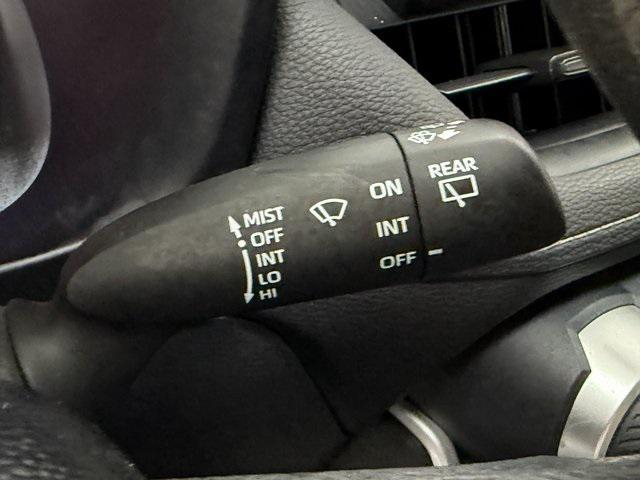 MIST
OFF
INT
LO
HI
ON
INT
OFF
REAR